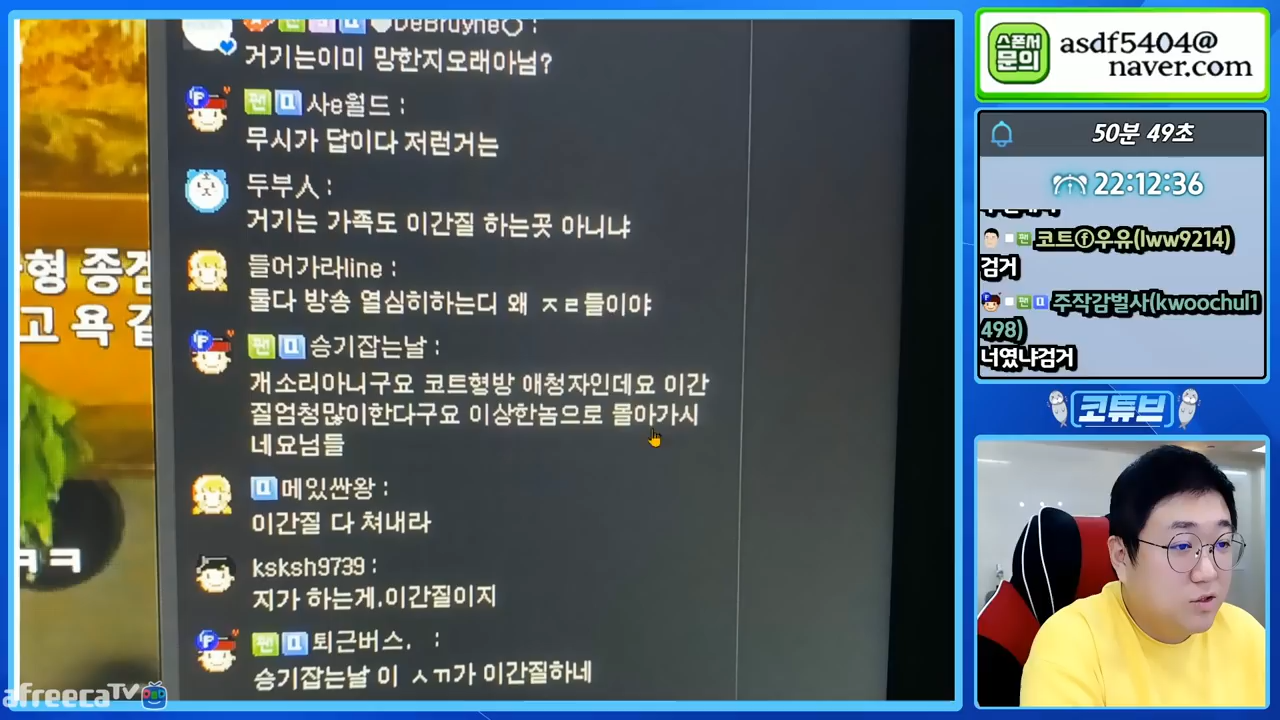 DeBruyne :
거기는이미 망한지오래아님?
팬 사e월드 :
무시가 답이다 저런거는
두부人 :
거기는 가족도 이간질 하는곳 아니냐
들어가라line :
둘다 방송 열심히하는디 왜 ㅈㄹ들이야
팬 승기잡는날 :
개소리아니구요 코트형방 애청자인데요 이간
질엄청많이한다구요 이상한놈으로 몰아가시
네요님들
메있싼왕 :
이간질 다 쳐내라
ksksh9739 :
지가 하는게.이간질이지
팬 퇴근버스. :
승기잡는날 이 ㅅㄲ가 이간질하네
형 종검
고 욕
ㅋㅋ
afreecaTV
스폰서
문의
asdf5404@
naver.com
50분 49초
22:12:36
팬 코트ⓕ우유(lww9214)
검거
팬 주작감벌사(kwoochul1
498)
너였냐검거
코튜브